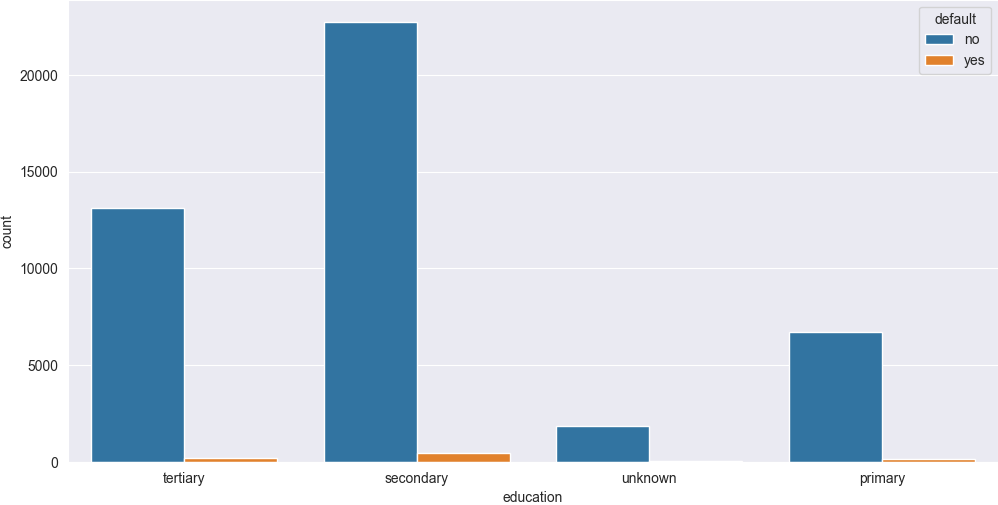 default
no
yes
20000
15000
10000
5000
0
count
tertiary secondary unknown primary
education